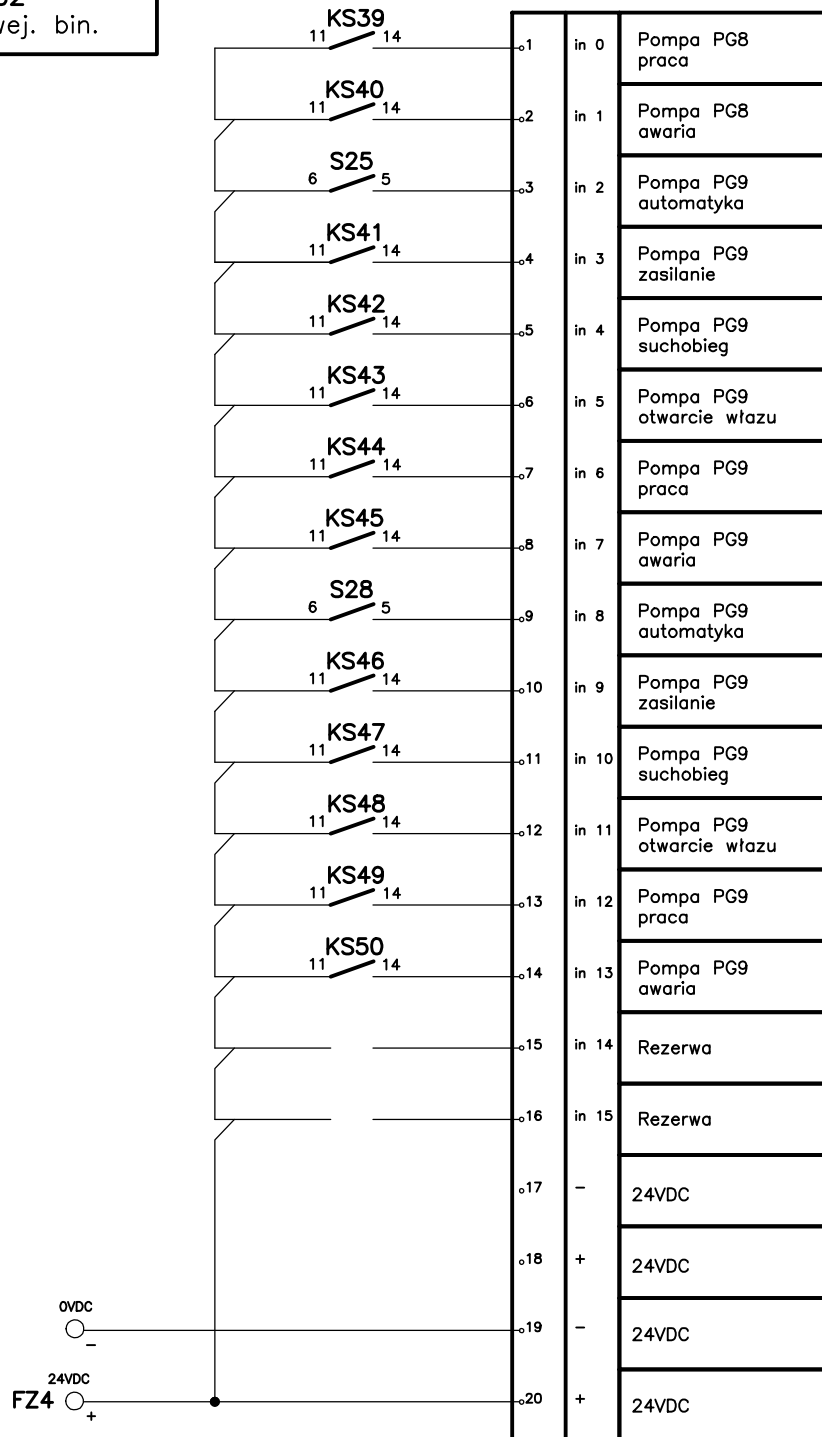 wej. bin.
KS39
11 14
1 in 0 Pompa PG8
praca
KS40
11 14
2 in 1 Pompa PG8
awaria
S25
6 5
3 in 2 Pompa PG9
automatyka
KS41
11 14
4 in 3 Pompa PG9
zasilanie
KS42
11 14
5 in 4 Pompa PG9
suchobieg
KS43
11 14
6 in 5 Pompa PG9
otwarcie włazu
KS44
11 14
7 in 6 Pompa PG9
praca
KS45
11 14
8 in 7 Pompa PG9
awaria
S28
6 5
9 in 8 Pompa PG9
automatyka
KS46
11 14
10 in 9 Pompa PG9
zasilanie
KS47
11 14
11 in 10 Pompa PG9
suchobieg
KS48
11 14
12 in 11 Pompa PG9
otwarcie włazu
KS49
11 14
13 in 12 Pompa PG9
praca
KS50
11 14
14 in 13 Pompa PG9
awaria
15 in 14 Rezerwa
16 in 15 Rezerwa
17 - 24VDC
18 + 24VDC
0VDC
-
19 - 24VDC
24VDC
FZ4
+
20 + 24VDC